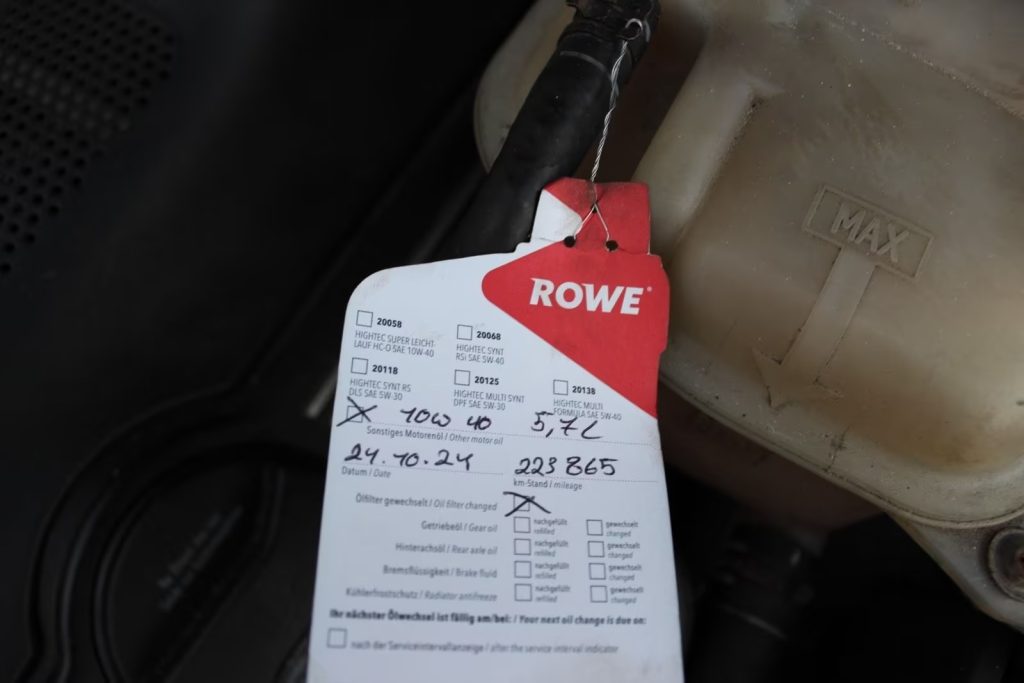 MAX
ROWE®
20058
HIGHTEC SUPER LEICHT-
LAUF HC-O SAE 10W-40
20068
HIGHTEC SYNT
RSi SAE 5W-40
20118
HIGHTEC SYNT RS
DLS SAE 5W-30
20125
HIGHTEC MULTI SYNT
DPF SAE 5W-30
20138
HIGHTEC MULTI
FORMULA SAE 5W-40
10W 40 5,7L
Sonstiges Motorenöl / Other motor oil
24.10.24 223 865
Datum / Date km-Stand / mileage
Ölfilter gewechselt / Oil filter changed
Getriebeöl / Gear oil nachgefüllt refilled gewechselt changed
Hinterachsöl / Rear axle oil nachgefüllt refilled gewechselt changed
Bremsflüssigkeit / Brake fluid nachgefüllt refilled gewechselt changed
Kühlerfrostschutz / Radiator antifreeze nachgefüllt refilled gewechselt changed
Ihr nächster Ölwechsel ist fällig am/bei: / Your next oil change is due on:
nach der Serviceintervallanzeige / after the service interval indicator